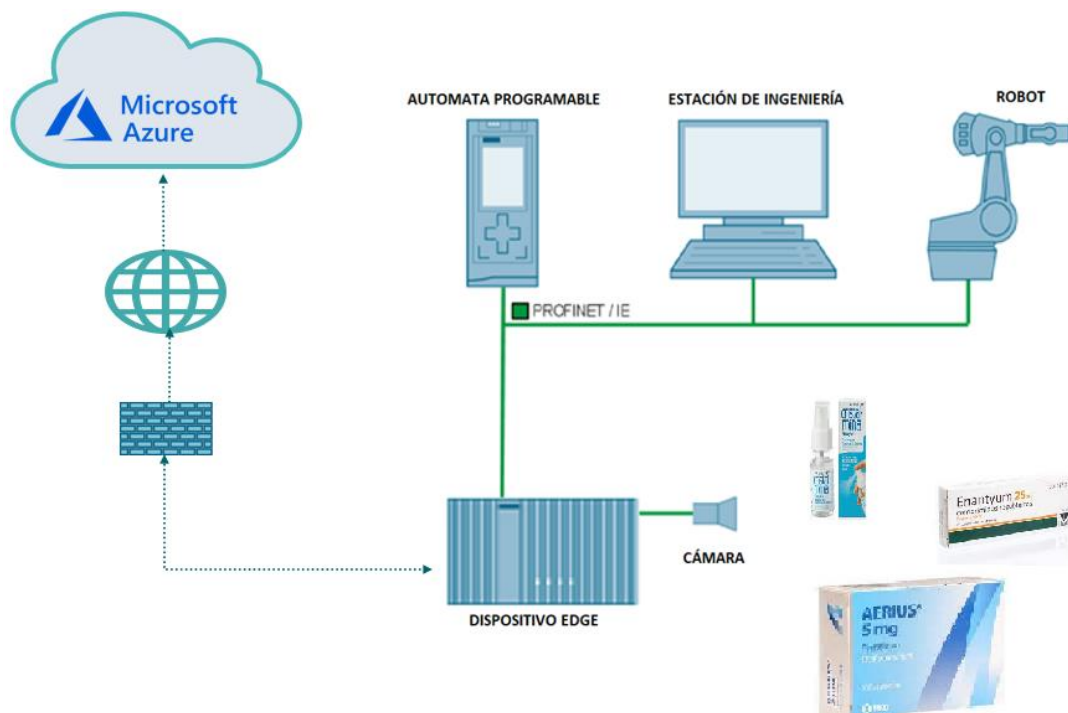 Microsoft
Azure
AUTOMATA PROGRAMABLE
ESTACIÓN DE INGENIERÍA
ROBOT
PROFINET / IE
CÁMARA
DISPOSITIVO EDGE
Enantyum 25
AERIUS
5 mg